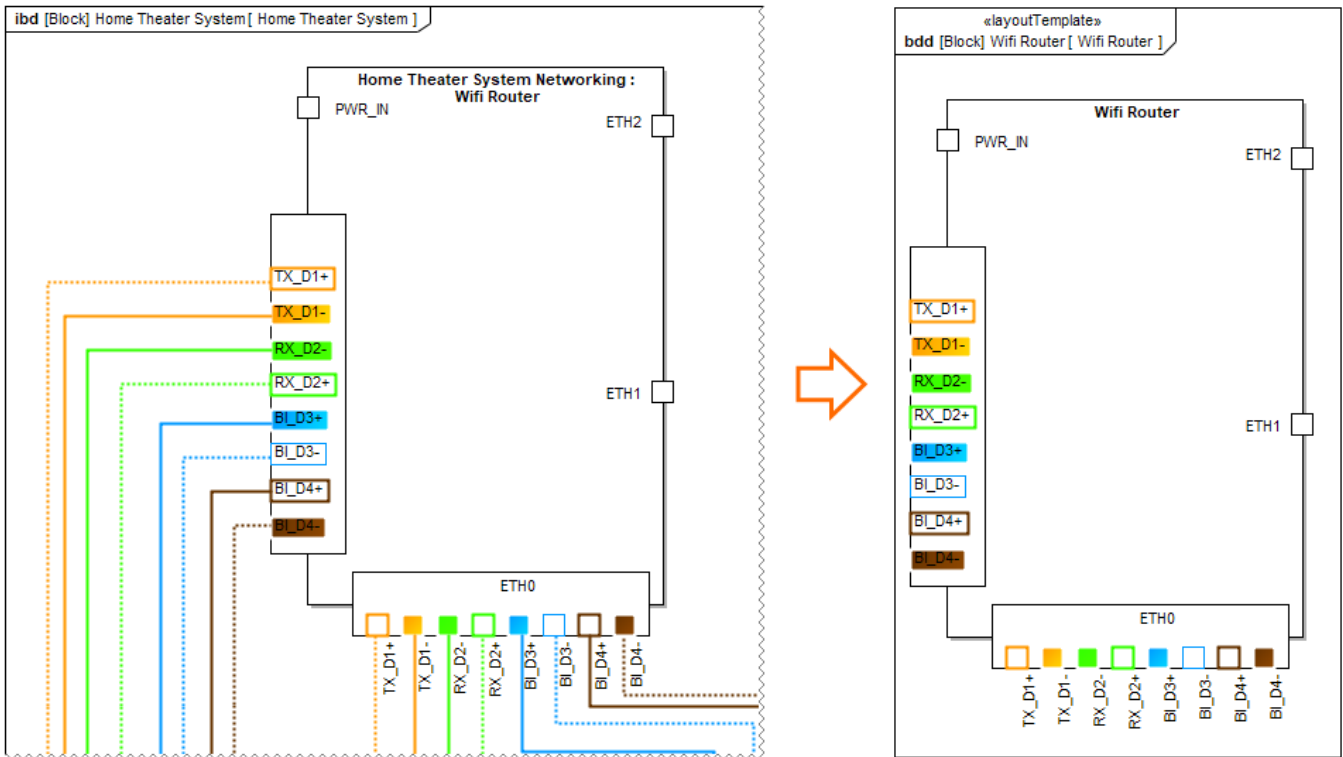 ibd [Block] Home Theater System [ Home Theater System ]
Home Theater System Networking :
Wifi Router
PWR_IN
ETH2
TX_D1+
TX_D1-
RX_D2-
RX_D2+
BI_D3+
BI_D3-
BI_D4+
BI_D4-
ETH1
ETH0
TX_D1+
TX_D1-
RX_D2-
RX_D2+
BI_D3+
BI_D3-
BI_D4+
BI_D4-
«layoutTemplate»
bdd [Block] Wifi Router [ Wifi Router ]
Wifi Router
PWR_IN
ETH2
TX_D1+
TX_D1-
RX_D2-
RX_D2+
BI_D3+
BI_D3-
BI_D4+
BI_D4-
ETH1
ETH0
TX_D1+
TX_D1-
RX_D2-
RX_D2+
BI_D3+
BI_D3-
BI_D4+
BI_D4-